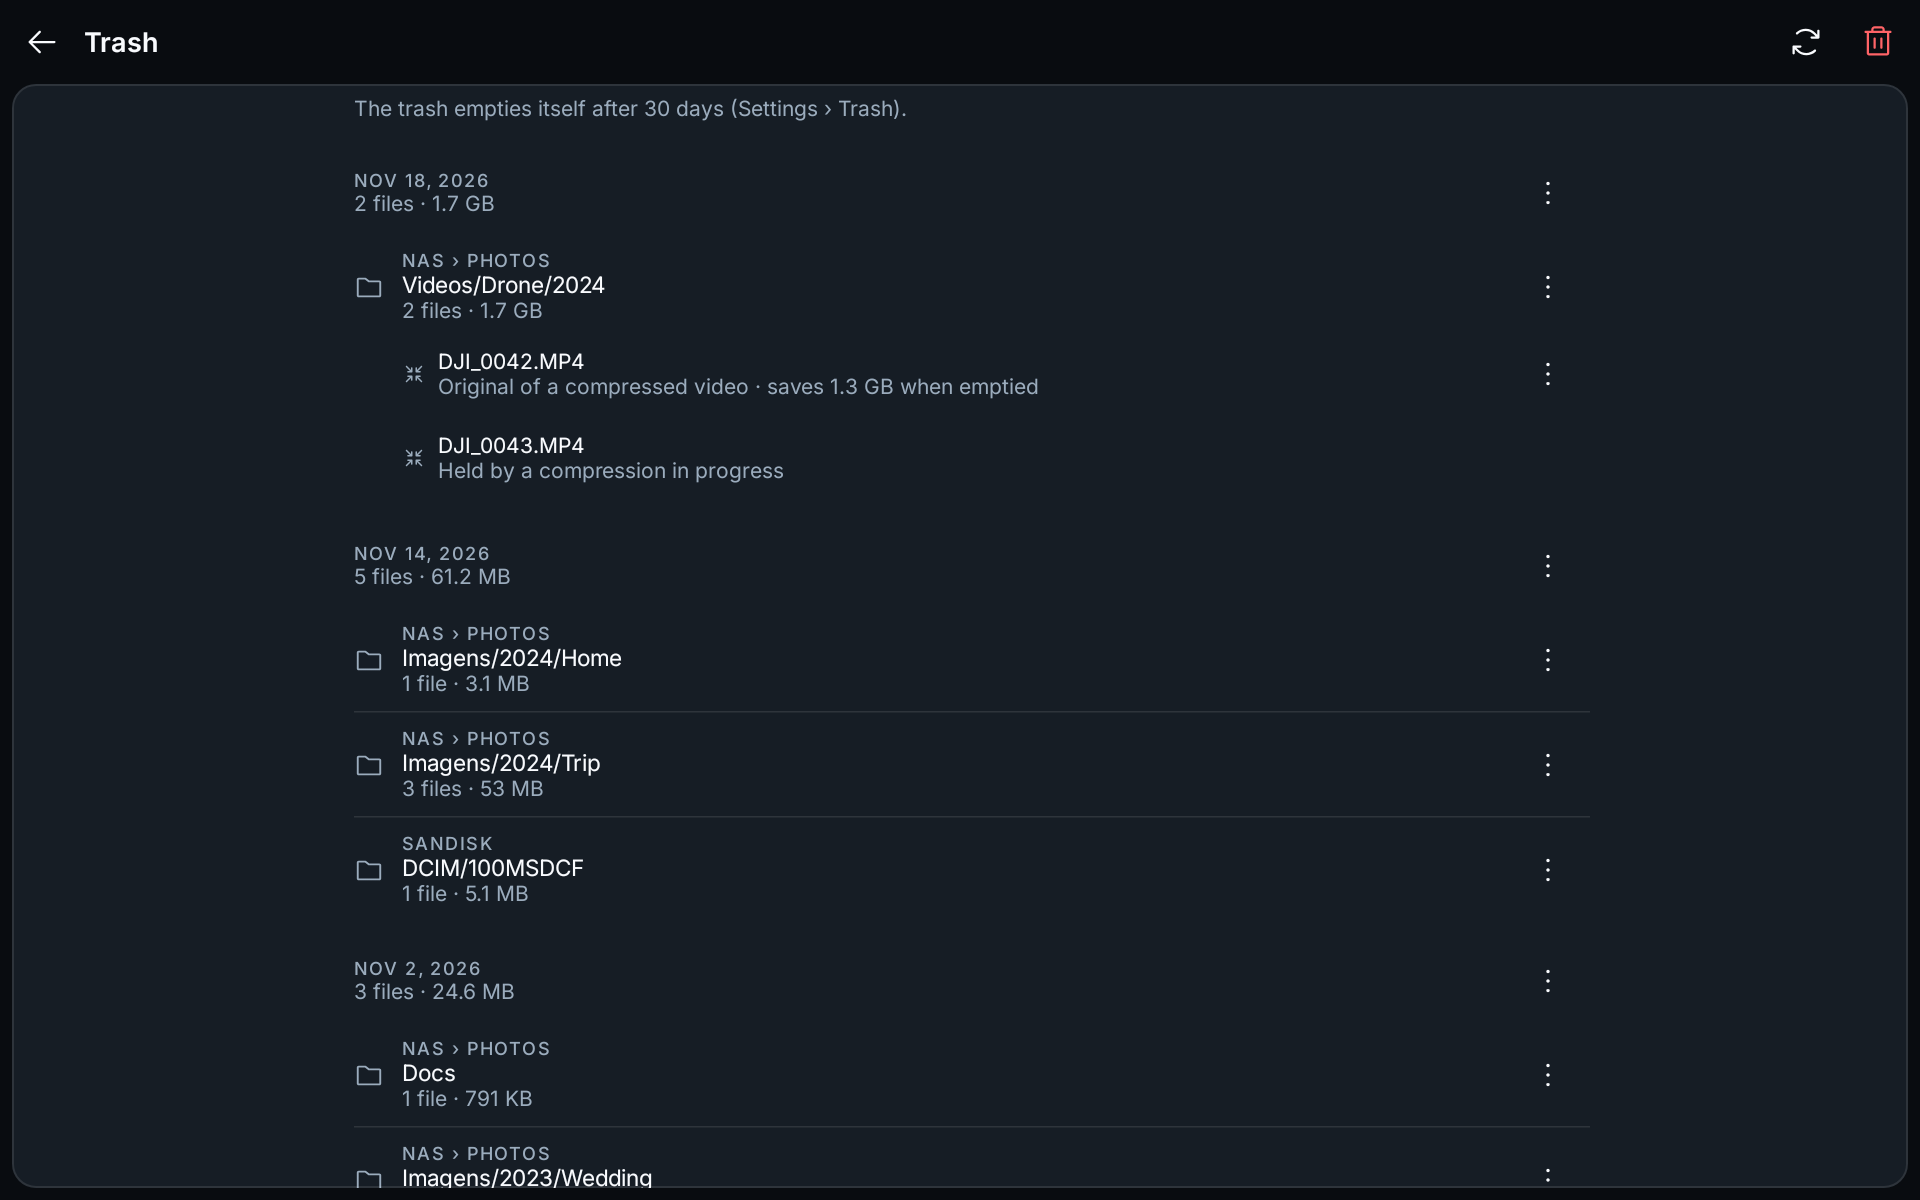 Trash
The trash empties itself after 30 days (Settings › Trash).
NOV 18, 2026
2 files · 1.7 GB
NAS › PHOTOS
Videos/Drone/2024
2 files · 1.7 GB
DJI_0042.MP4
Original of a compressed video · saves 1.3 GB when emptied
DJI_0043.MP4
Held by a compression in progress
NOV 14, 2026
5 files · 61.2 MB
NAS › PHOTOS
Imagens/2024/Home
1 file · 3.1 MB
NAS › PHOTOS
Imagens/2024/Trip
3 files · 53 MB
SANDISK
DCIM/100MSDCF
1 file · 5.1 MB
NOV 2, 2026
3 files · 24.6 MB
NAS › PHOTOS
Docs
1 file · 791 KB
NAS › PHOTOS
Imagens/2023/Wedding